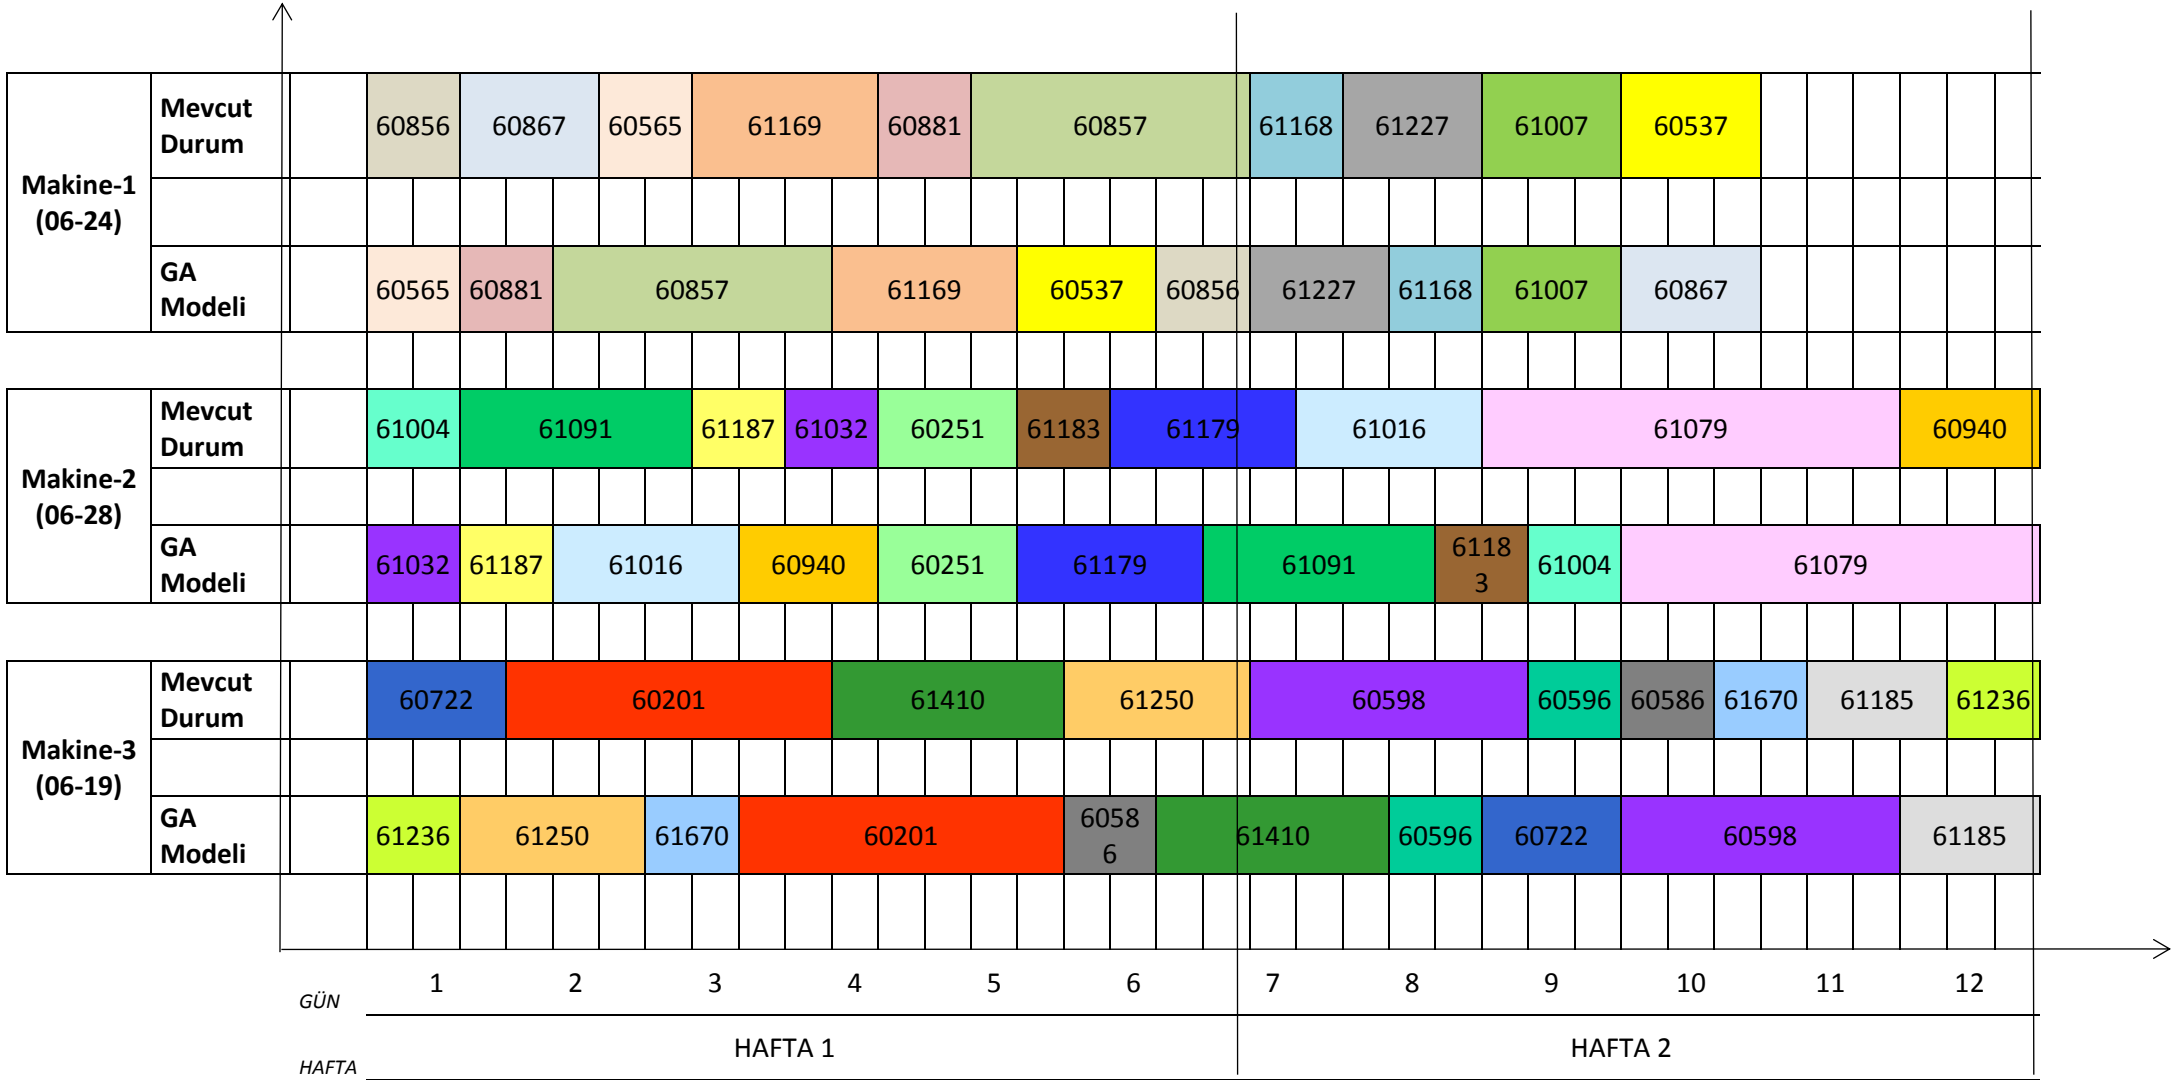 Makine-1
(06-24)
Mevcut
Durum
60856 60867 60565 61169 60881 60857 61168 61227 61007 60537
GA
Modeli
60565 60881 60857 61169 60537 60856 61227 61168 61007 60867
Makine-2
(06-28)
Mevcut
Durum
61004 61091 61187 61032 60251 61183 61179 61016 61079 60940
GA
Modeli
61032 61187 61016 60940 60251 61179 61091
6118
3
61004 61079
Makine-3
(06-19)
Mevcut
Durum
60722 60201 61410 61250 60598 60596 60586 61670 61185 61236
GA
Modeli
61236 61250 61670 60201
6058
6
61410 60596 60722 60598 61185
GÜN 1 2 3 4 5 6 7 8 9 10 11 12
HAFTA HAFTA 1 HAFTA 2